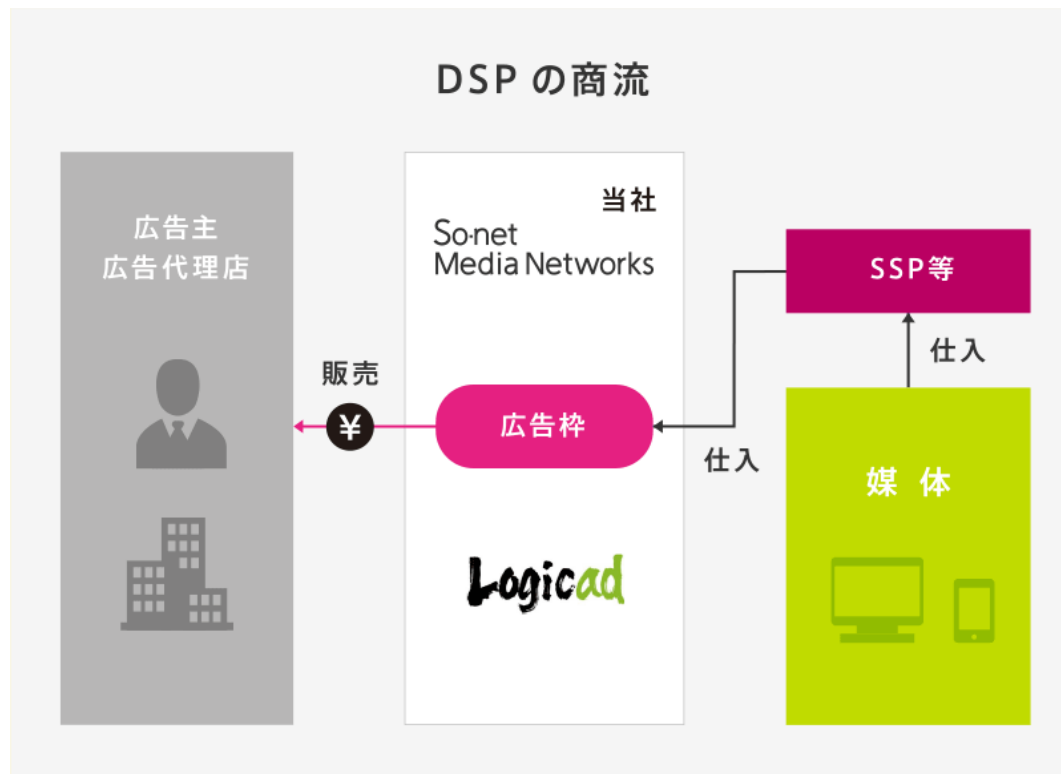 DSP の商流
広告主
広告代理店
販売
¥
当社
So-net
Media Networks
広告枠
Logicad
仕入
SSP等
仕入
媒 体